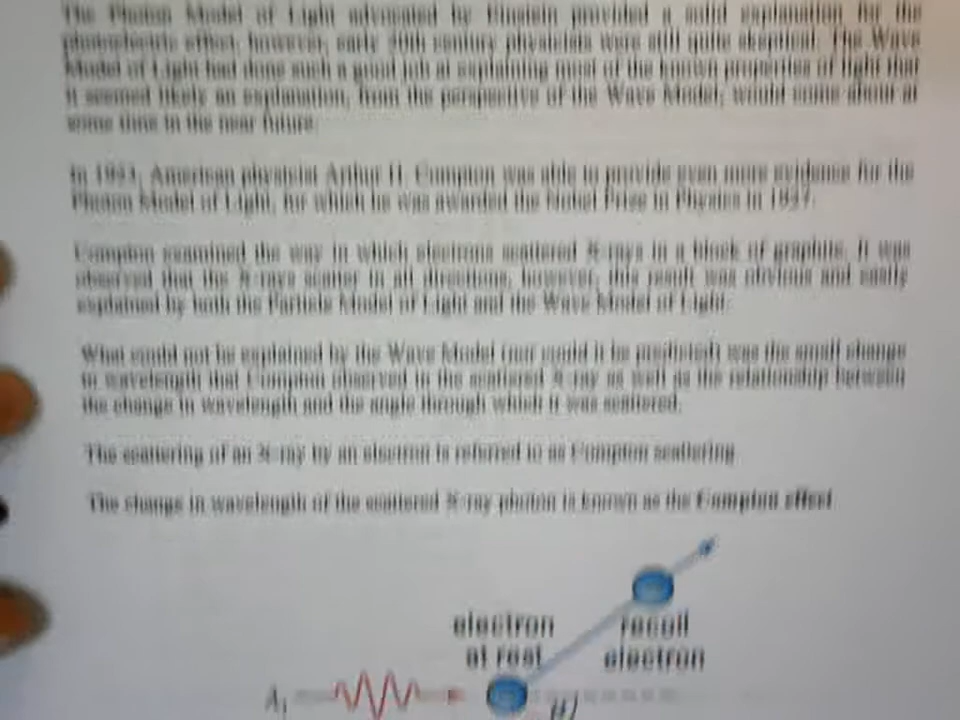 The Photon Model of Light advocated by Einstein provided a solid explanation for the
photoelectric effect, however, early 20th century physicists were still quite skeptical. The Wave
Model of Light had done such a good job at explaining most of the known properties of light that
it seemed likely an explanation, from the perspective of the Wave Model, would come about at
some time in the near future.
In 1923, American physicist Arthur H. Compton was able to provide even more evidence for the
Photon Model of Light, for which he was awarded the Nobel Prize in Physics in 1927.
Compton examined the way in which electrons scattered X-rays in a block of graphite. It was
observed that the X-rays scatter in all directions, however, this result was obvious and easily
explained by both the Particle Model of Light and the Wave Model of Light.
What could not be explained by the Wave Model (nor could it be predicted) was the small change
in wavelength that Compton observed in the scattered X-ray as well as the relationship between
the change in wavelength and the angle through which it was scattered.
The scattering of an X-ray by an electron is referred to as Compton scattering.
The change in wavelength of the scattered X-ray photon is known as the Compton effect
electron recoil
at rest electron